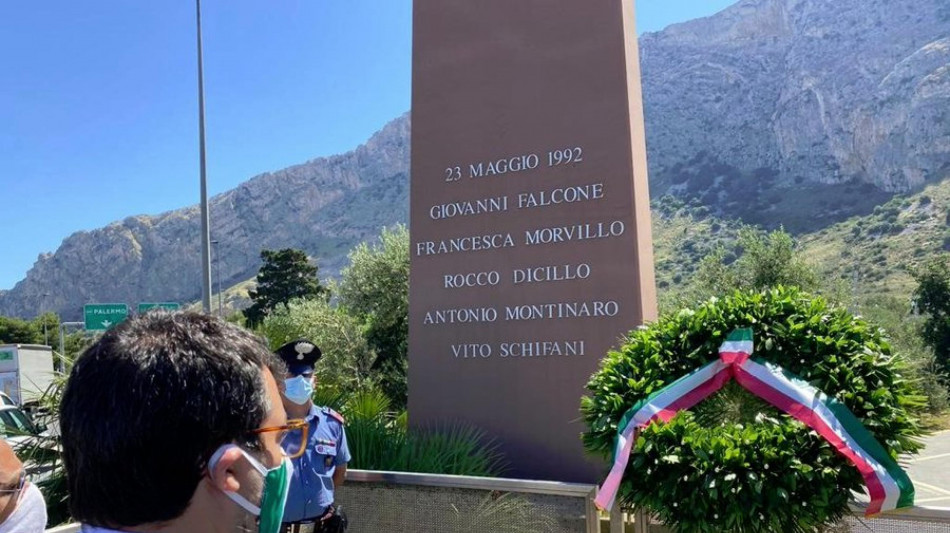 23 MAGGIO 1992
GIOVANNI FALCONE
FRANCESCA MORVILLO
ROCCO DICILLO
ANTONIO MONTINARO
VITO SCHIFANI
PALERMO